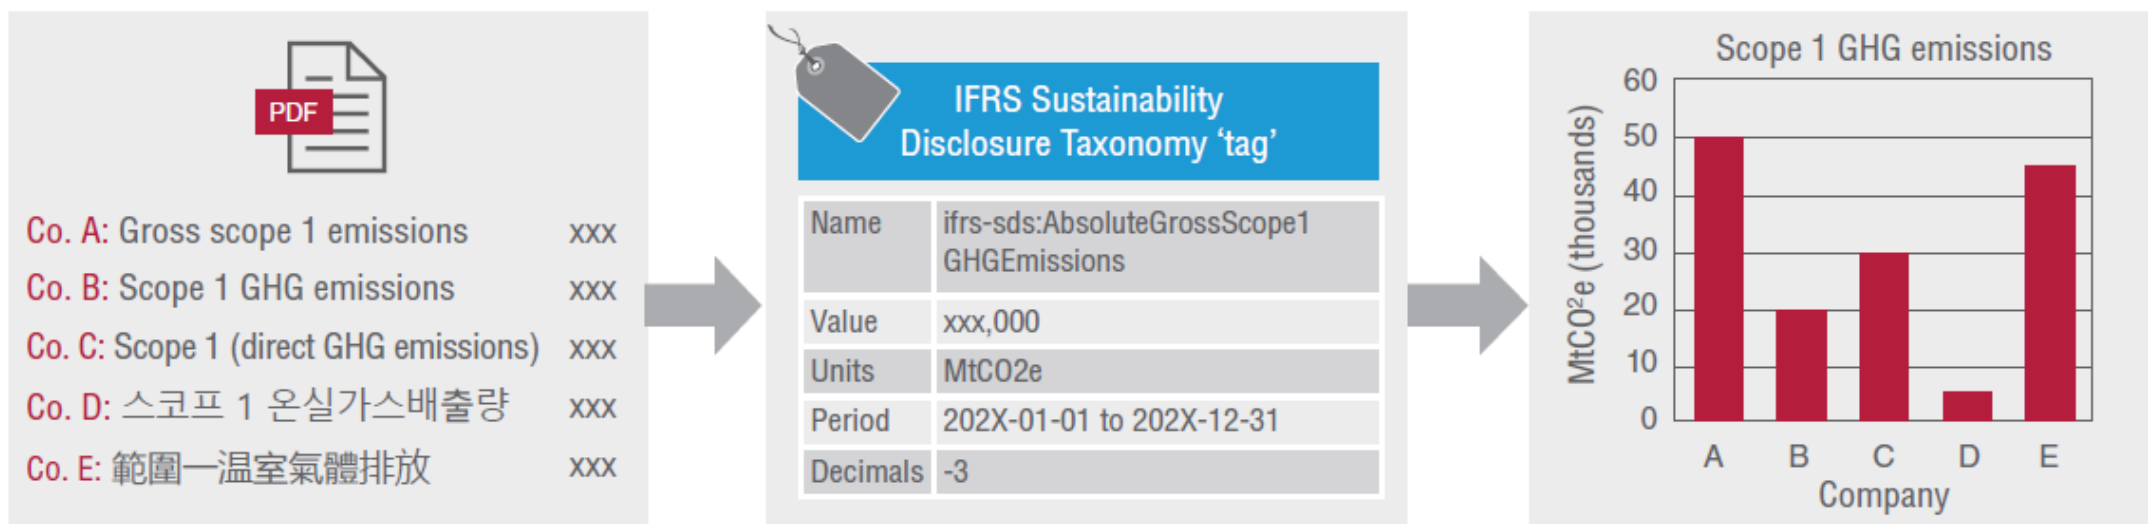 PDF
Co. A: Gross scope 1 emissions xxx
Co. B: Scope 1 GHG emissions xxx
Co. C: Scope 1 (direct GHG emissions) xxx
Co. D: 스코프 1 온실가스배출량 xxx
Co. E: 範圍一温室氣體排放 xxx
IFRS Sustainability
Disclosure Taxonomy ‘tag’
Name ifrs-sds:AbsoluteGrossScope1
GHGEmissions
Value xxx,000
Units MtCO2e
Period 202X-01-01 to 202X-12-31
Decimals -3
Scope 1 GHG emissions
MtCO²e (thousands)
60
50
40
30
20
10
0
A B C D E
Company